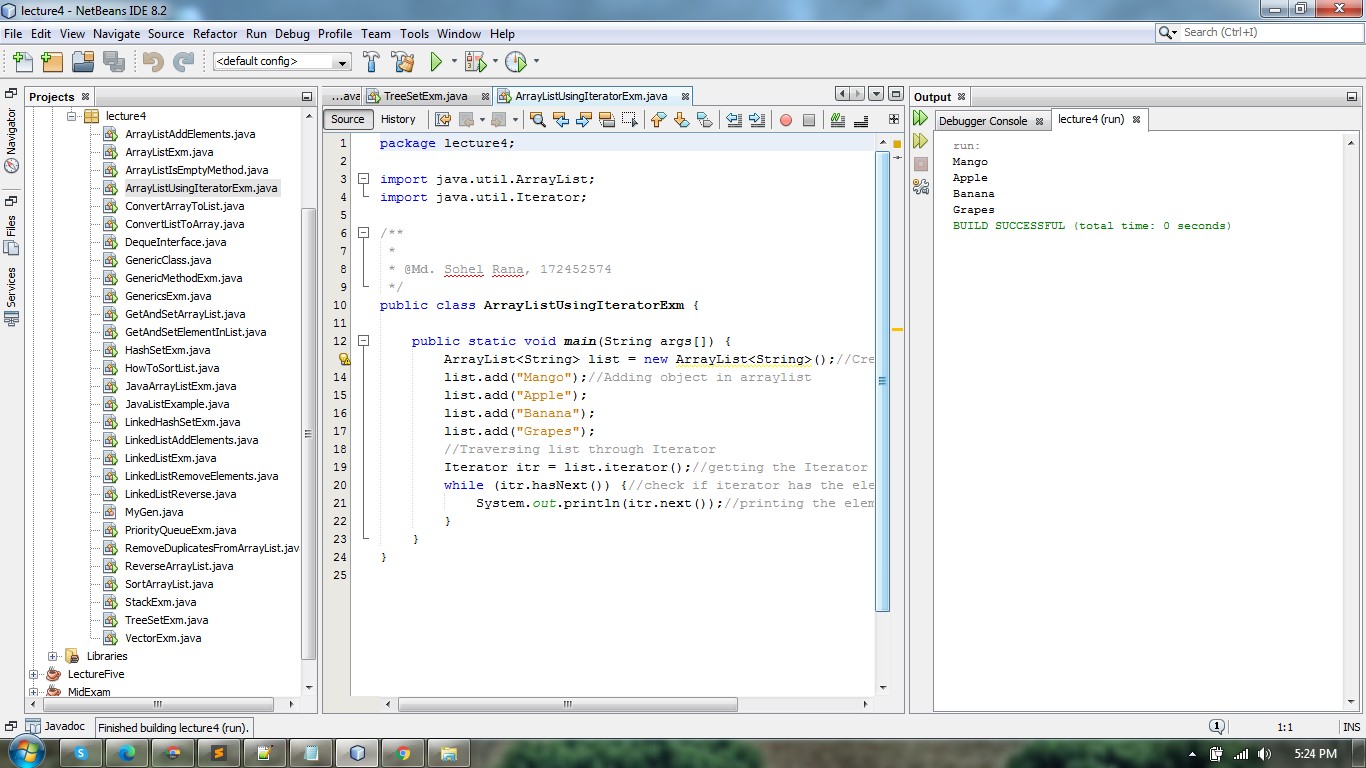 lecture4 - NetBeans IDE 8.2
File Edit View Navigate Source Refactor Run Debug Profile Team Tools Window Help
Search (Ctrl+I)
<default config>
Projects
Navigator
Files
Services
lecture4
ArrayListAddElements.java
ArrayListExm.java
ArrayListIsEmptyMethod.java
ArrayListUsingIteratorExm.java
ConvertArrayToList.java
ConvertListToArray.java
DequeInterface.java
GenericClass.java
GenericMethodExm.java
GenericsExm.java
GetAndSetArrayList.java
GetAndSetElementInList.java
HashSetExm.java
HowToSortList.java
JavaArrayListExm.java
JavaListExample.java
LinkedHashSetExm.java
LinkedListAddElements.java
LinkedListExm.java
LinkedListRemoveElements.java
LinkedListReverse.java
MyGen.java
PriorityQueueExm.java
RemoveDuplicatesFromArrayList.jav
ReverseArrayList.java
SortArrayList.java
StackExm.java
TreeSetExm.java
VectorExm.java
Libraries
LectureFive
MidExam
...ava TreeSetExm.java ArrayListUsingIteratorExm.java
Source History
1 package lecture4;
2
3 import java.util.ArrayList;
4 import java.util.Iterator;
5
6 /**
7 *
8 * @Md. Sohel Rana, 172452574
9 */
10 public class ArrayListUsingIteratorExm {
11
12 public static void main(String args[]) {
ArrayList<String> list = new ArrayList<String>();//Cre
14 list.add("Mango");//Adding object in arraylist
15 list.add("Apple");
16 list.add("Banana");
17 list.add("Grapes");
18 //Traversing list through Iterator
19 Iterator itr = list.iterator();//getting the Iterator
20 while (itr.hasNext()) {//check if iterator has the ele
21 System.out.println(itr.next());//printing the elem
22 }
23 }
24 }
25
Output
Debugger Console lecture4 (run)
run:
Mango
Apple
Banana
Grapes
BUILD SUCCESSFUL (total time: 0 seconds)
Javadoc Finished building lecture4 (run). 1 1:1 INS
5:24 PM